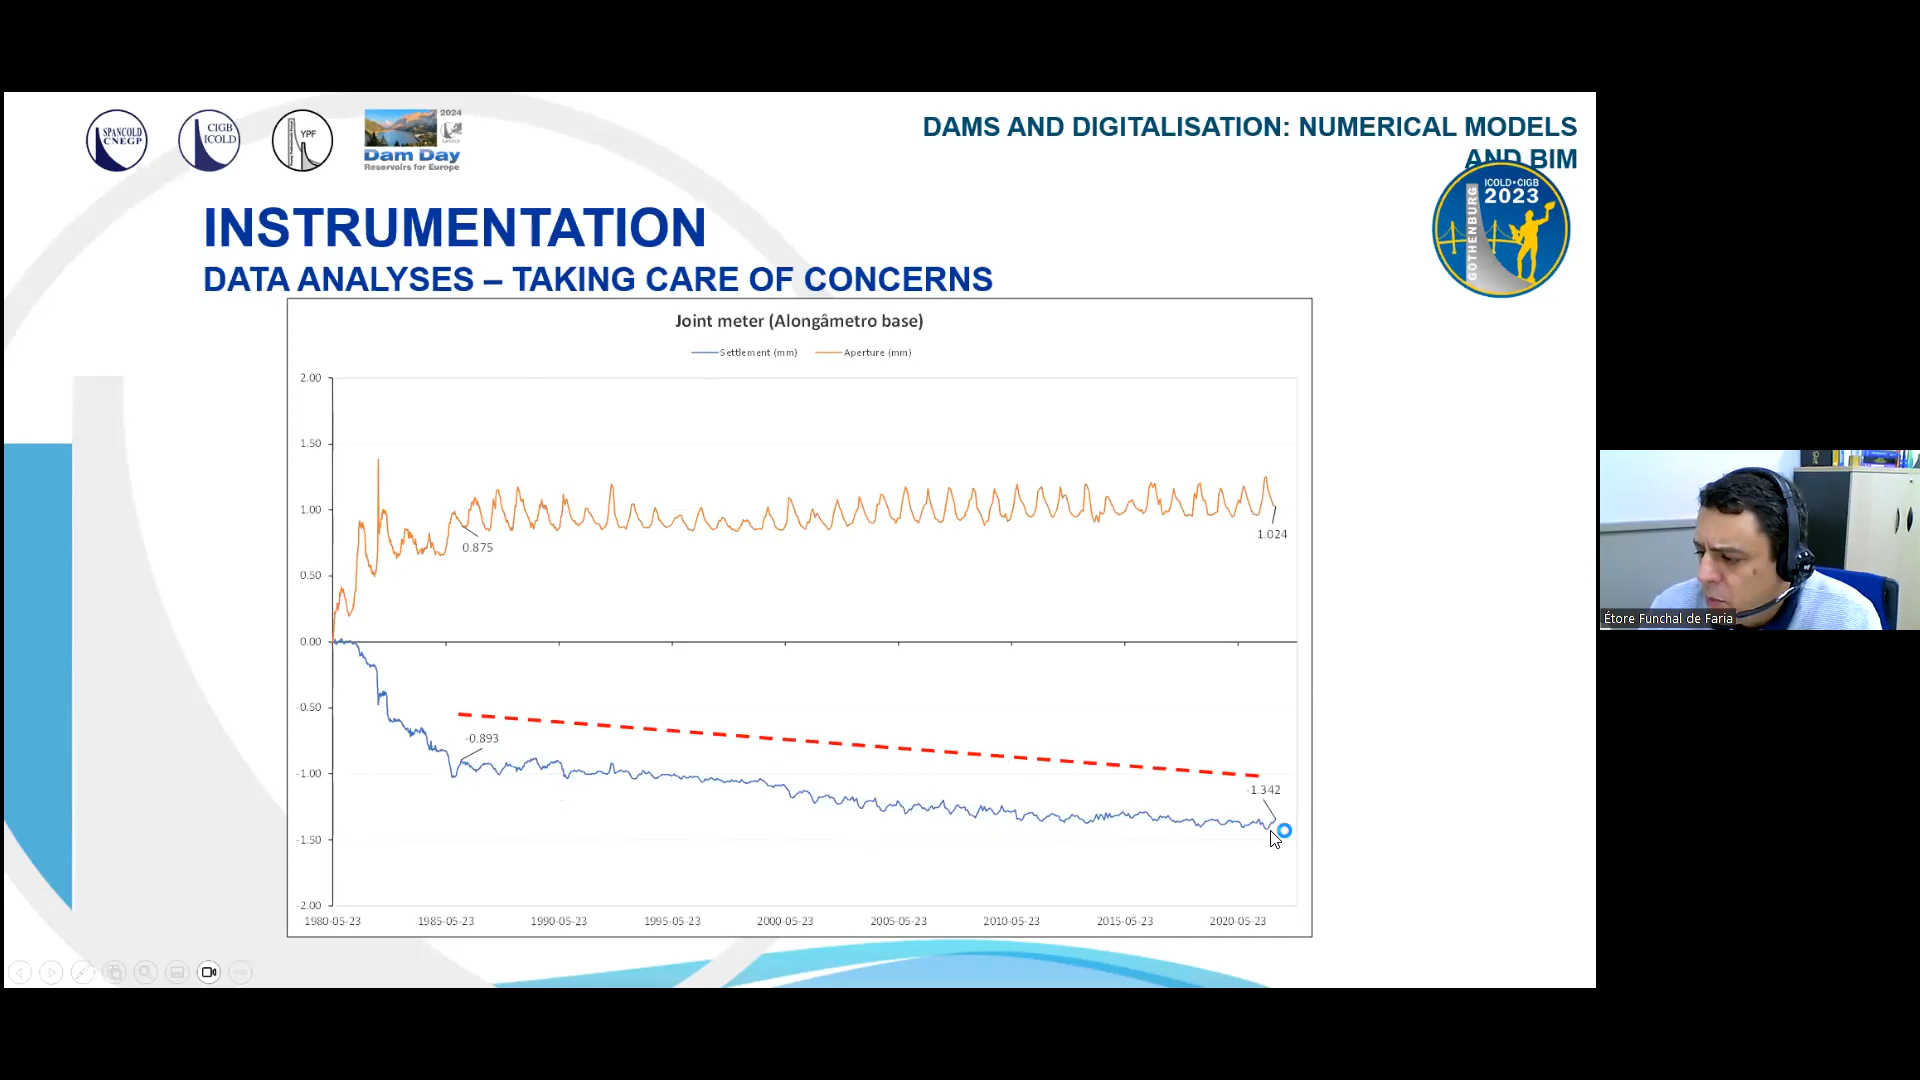 SPANCOLD
CNEGP
CIGB
ICOLD
YPF
2024
Dam Day
Reservoirs for Europe
DAMS AND DIGITALISATION: NUMERICAL MODELS
AND BIM
ICOLD•CIGB
2023
GOTHENBURG
INSTRUMENTATION
DATA ANALYSES – TAKING CARE OF CONCERNS
Joint meter (Alongâmetro base)
Settlement (mm) Aperture (mm)
2.00
1.50
1.00
0.50
0.00
-0.50
-1.00
-1.50
-2.00
0.875
1.024
-0.893
-1.342
1980-05-23 1985-05-23 1990-05-23 1995-05-23 2000-05-23 2005-05-23 2010-05-23 2015-05-23 2020-05-23
Étore Funchal de Faria